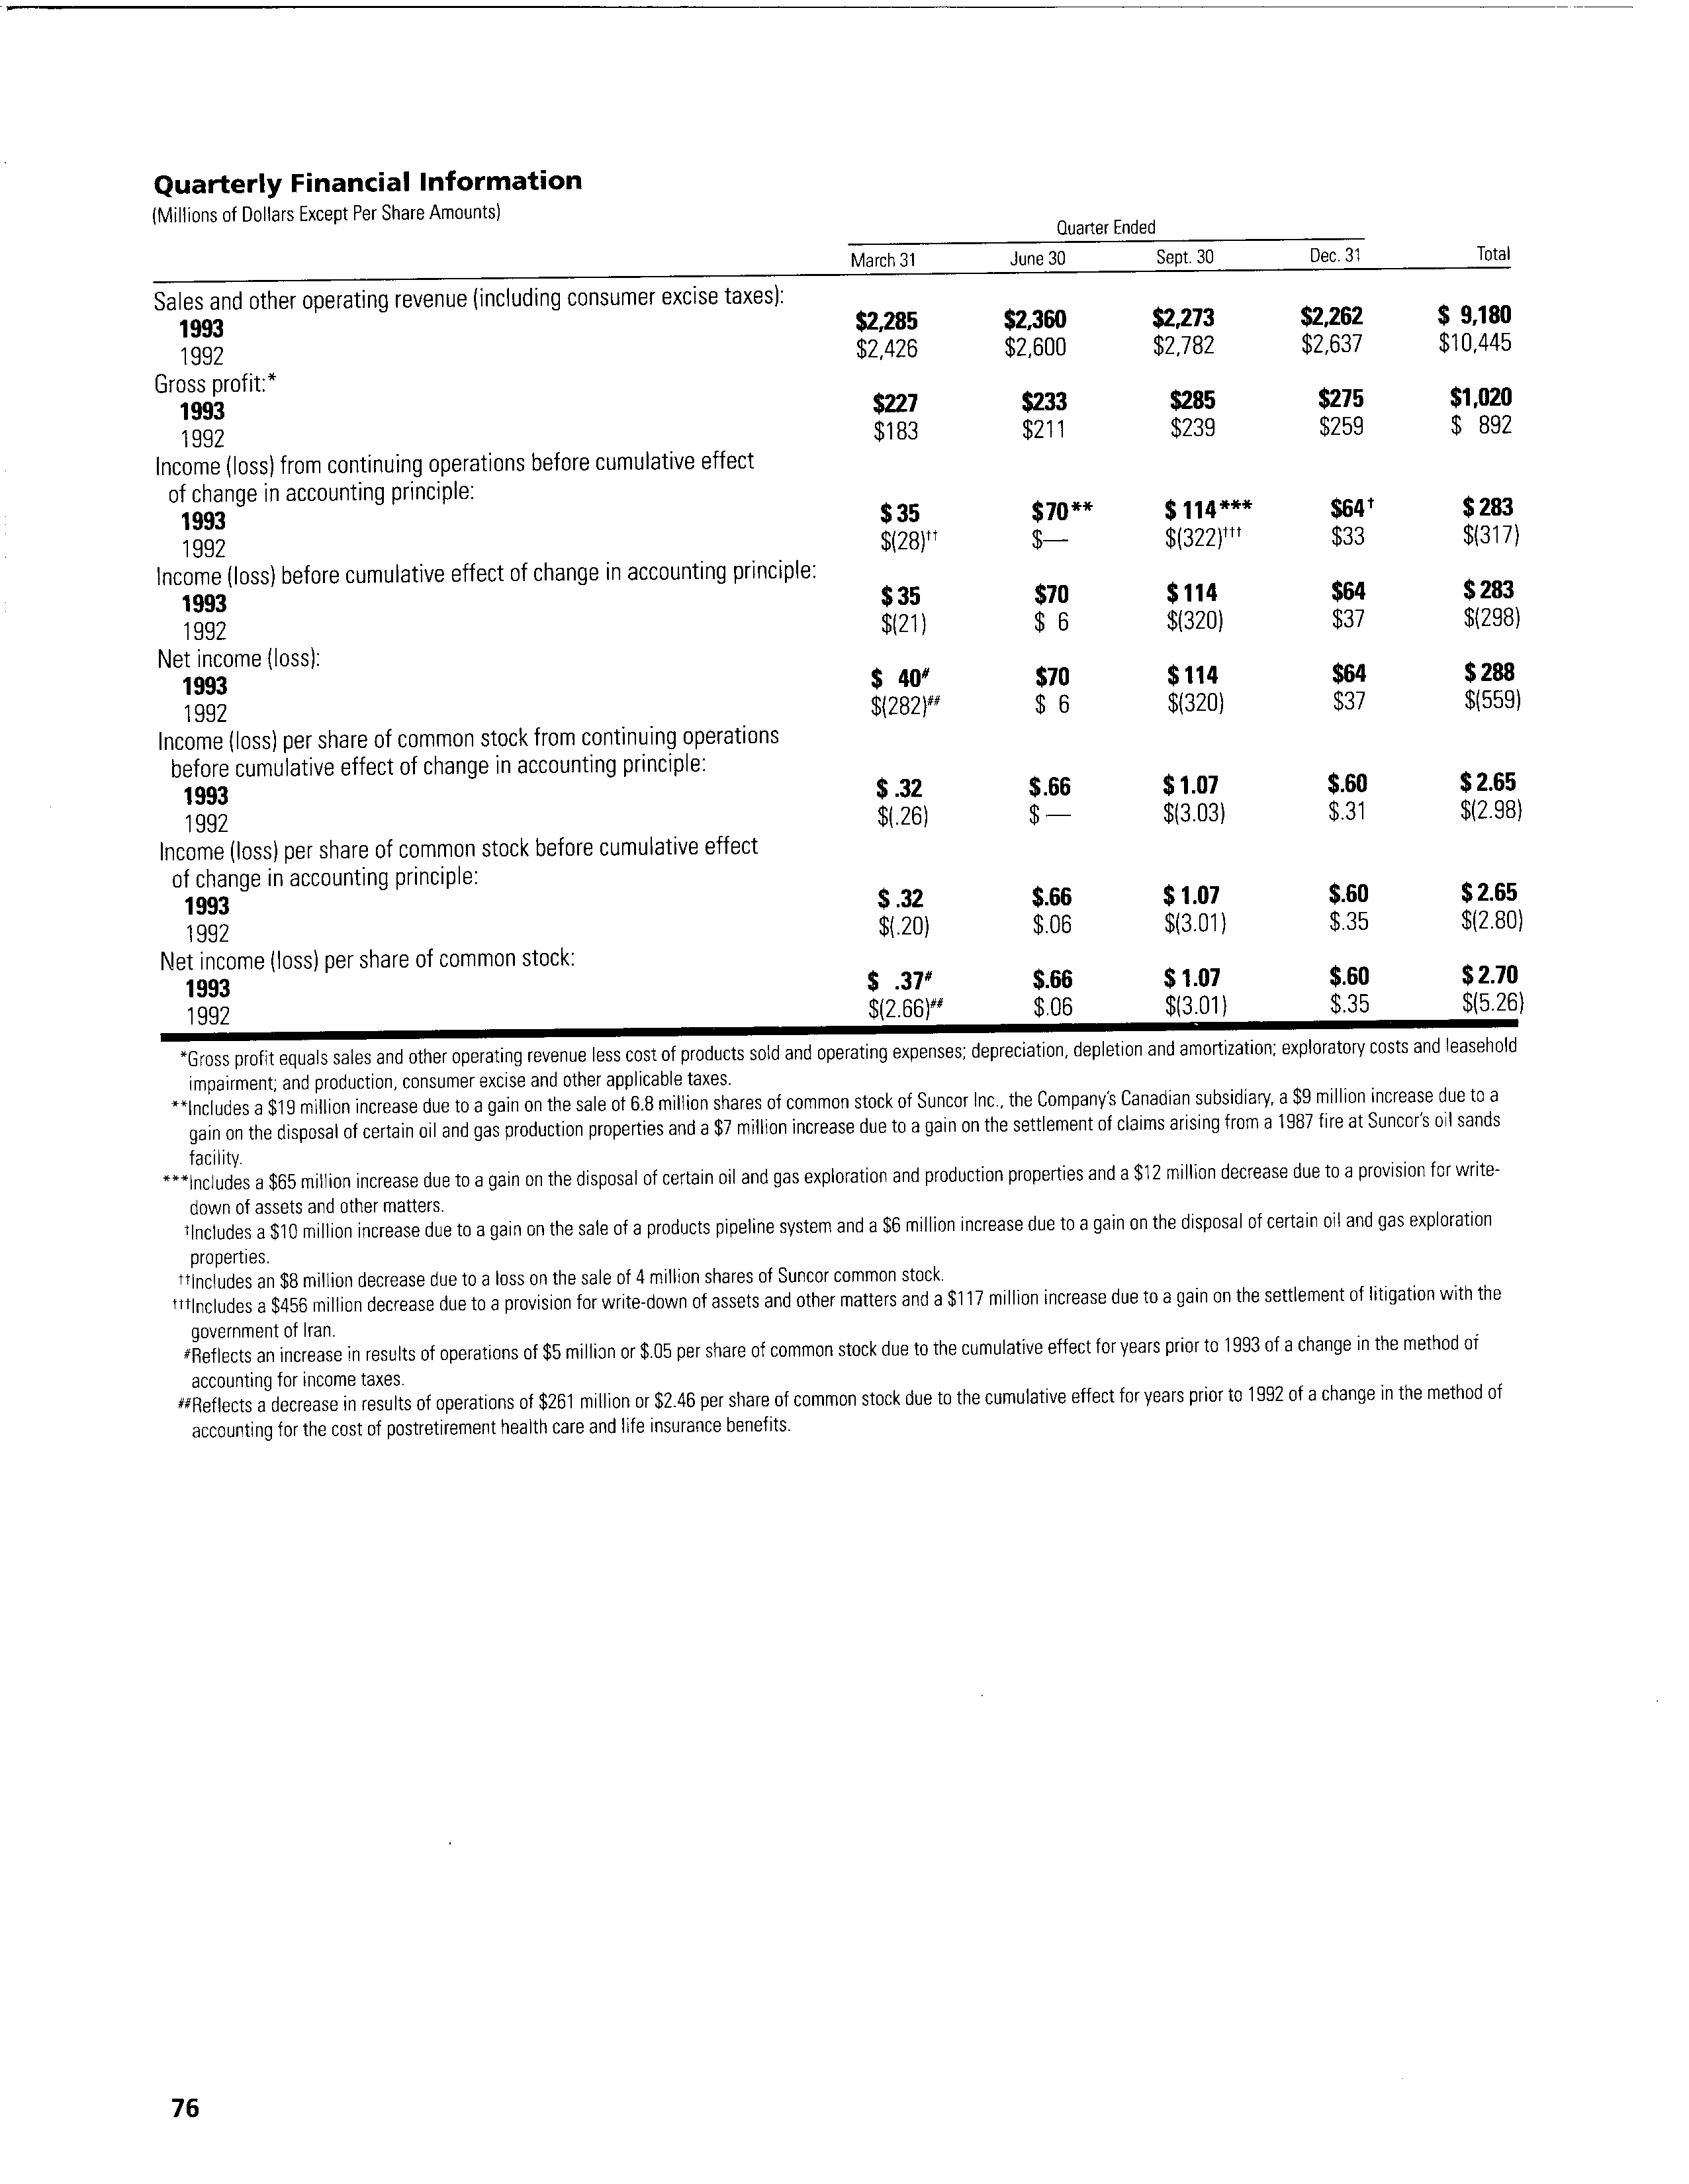 Quarterly Financial Information
(Millions of Dollars Except Per Share Amounts)
Quarter Ended
March 31 June 30 Sept. 30 Dec. 31 Total
Sales and other operating revenue (including consumer excise taxes):
1993 $2,285 $2,360 $2,273 $2,262 $ 9,180
1992 $2,426 $2,600 $2,782 $2,637 $10,445
Gross profit:*
1993 $227 $233 $285 $275 $1,020
1992 $183 $211 $239 $259 $ 892
Income (loss) from continuing operations before cumulative effect
of change in accounting principle:
1993 $ 35 $70** $ 114*** $64† $ 283
1992 $(28)†† $— $(322)††† $33 $(317)
Income (loss) before cumulative effect of change in accounting principle:
1993 $ 35 $70 $ 114 $64 $ 283
1992 $(21) $ 6 $(320) $37 $(298)
Net income (loss):
1993 $ 40# $70 $ 114 $64 $ 288
1992 $(282)## $ 6 $(320) $37 $(559)
Income (loss) per share of common stock from continuing operations
before cumulative effect of change in accounting principle:
1993 $ .32 $.66 $ 1.07 $.60 $ 2.65
1992 $(.26) $ — $(3.03) $.31 $(2.98)
Income (loss) per share of common stock before cumulative effect
of change in accounting principle:
1993 $ .32 $.66 $ 1.07 $.60 $ 2.65
1992 $(.20) $.06 $(3.01) $.35 $(2.80)
Net income (loss) per share of common stock:
1993 $ .37# $.66 $ 1.07 $.60 $ 2.70
1992 $(2.66)## $.06 $(3.01) $.35 $(5.26)
*Gross profit equals sales and other operating revenue less cost of products sold and operating expenses; depreciation, depletion and amortization; exploratory costs and leasehold
impairment; and production, consumer excise and other applicable taxes.
**Includes a $19 million increase due to a gain on the sale of 6.8 million shares of common stock of Suncor Inc., the Company's Canadian subsidiary, a $9 million increase due to a
gain on the disposal of certain oil and gas production properties and a $7 million increase due to a gain on the settlement of claims arising from a 1987 fire at Suncor's oil sands
facility.
***Includes a $65 million increase due to a gain on the disposal of certain oil and gas exploration and production properties and a $12 million decrease due to a provision for write-
down of assets and other matters.
†Includes a $10 million increase due to a gain on the sale of a products pipeline system and a $6 million increase due to a gain on the disposal of certain oil and gas exploration
properties.
††Includes an $8 million decrease due to a loss on the sale of 4 million shares of Suncor common stock.
†††Includes a $456 million decrease due to a provision for write-down of assets and other matters and a $117 million increase due to a gain on the settlement of litigation with the
government of Iran.
#Reflects an increase in results of operations of $5 million or $.05 per share of common stock due to the cumulative effect for years prior to 1993 of a change in the method of
accounting for income taxes.
##Reflects a decrease in results of operations of $261 million or $2.46 per share of common stock due to the cumulative effect for years prior to 1992 of a change in the method of
accounting for the cost of postretirement health care and life insurance benefits.
76